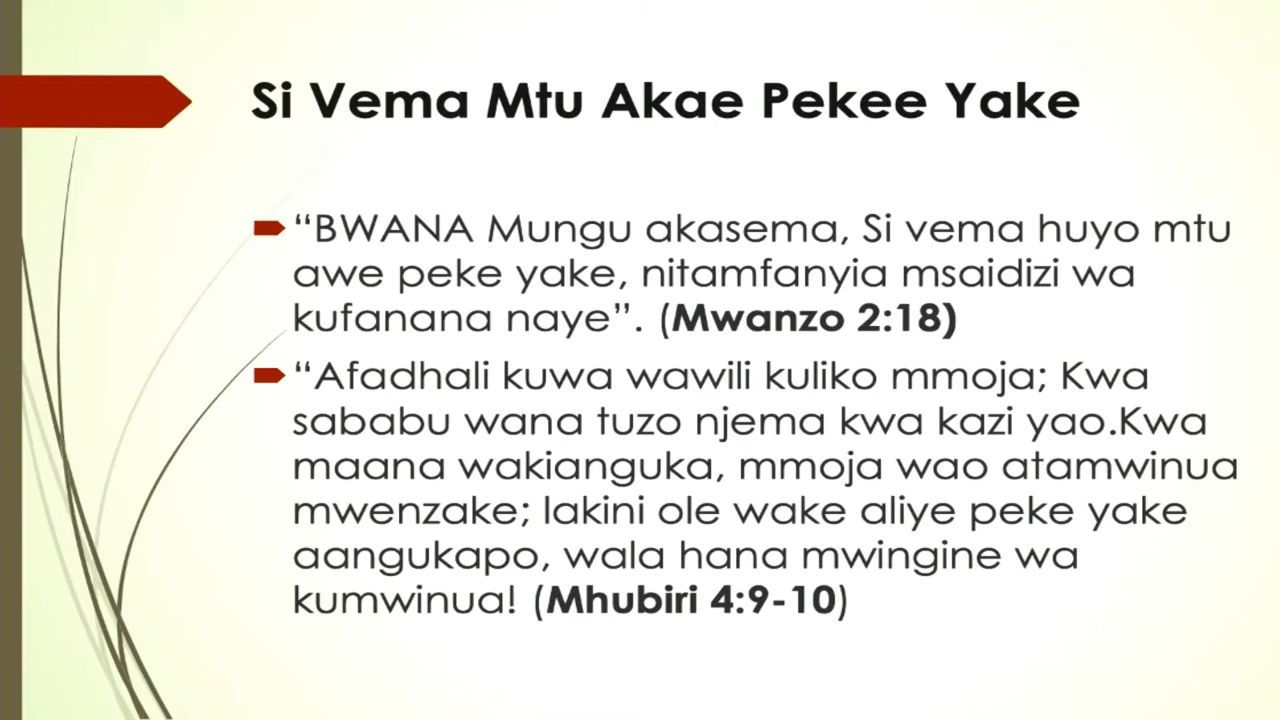 Si Vema Mtu Akae Pekee Yake
“BWANA Mungu akasema, Si vema huyo mtu
awe peke yake, nitamfanyia msaidizi wa
kufanana naye”. (Mwanzo 2:18)
“Afadhali kuwa wawili kuliko mmoja; Kwa
sababu wana tuzo njema kwa kazi yao.Kwa
maana wakianguka, mmoja wao atamwinua
mwenzake; lakini ole wake aliye peke yake
aangukapo, wala hana mwingine wa
kumwinua! (Mhubiri 4:9-10)